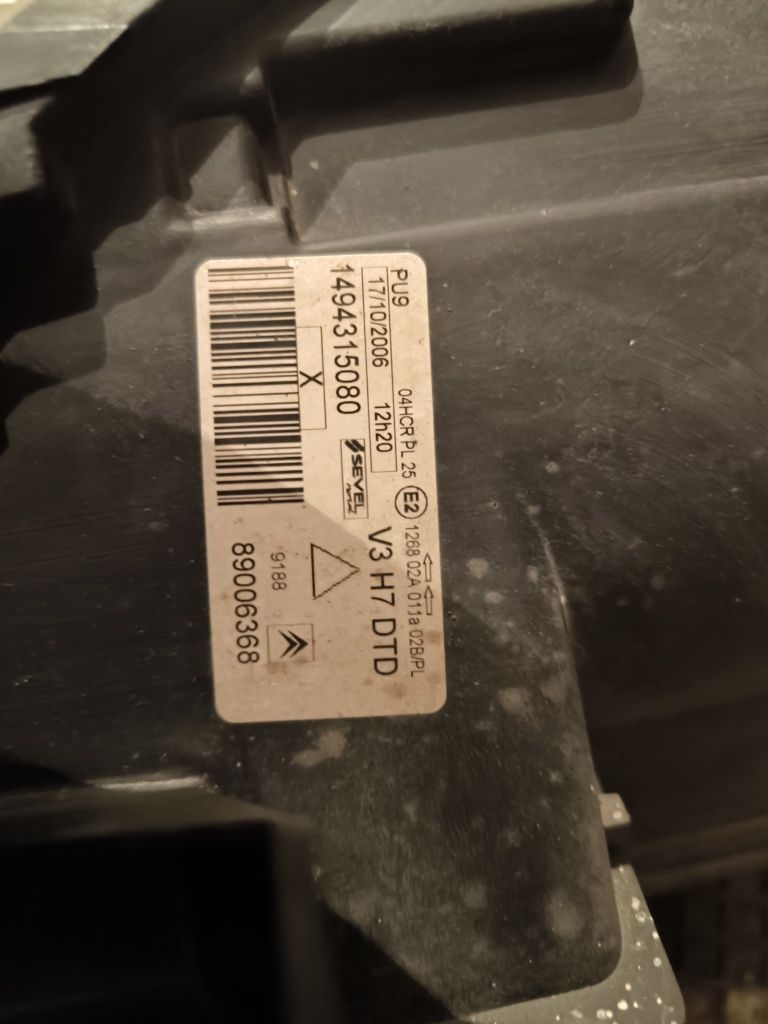 PU9
04HCR PL 25 E2 1268 02A 011a 02B/PL
17/10/2006 12h20
V3 H7 DTD
1494315080
SEVEL
X
9188
89006368